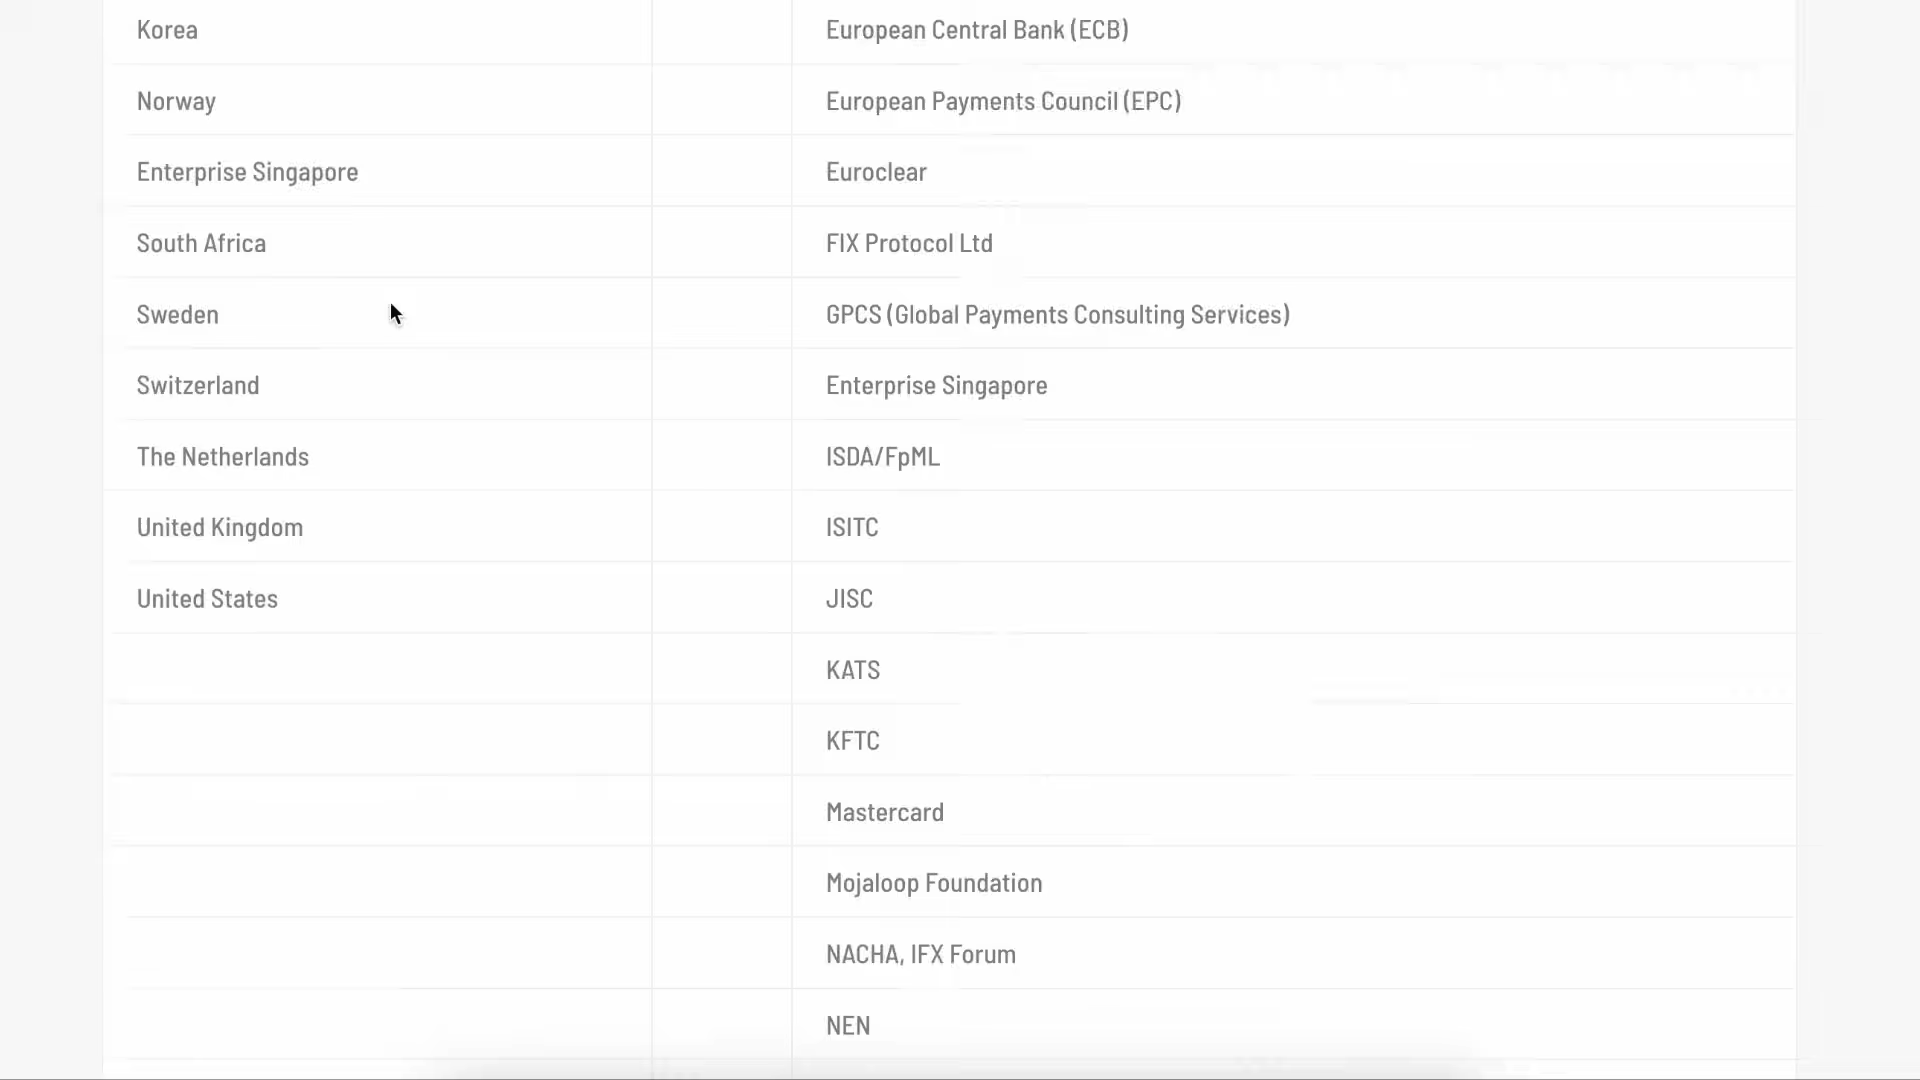 Korea
European Central Bank (ECB)
Norway
European Payments Council (EPC)
Enterprise Singapore
Euroclear
South Africa
FIX Protocol Ltd
Sweden
GPCS (Global Payments Consulting Services)
Switzerland
Enterprise Singapore
The Netherlands
ISDA/FpML
United Kingdom
ISITC
United States
JISC
KATS
KFTC
Mastercard
Mojaloop Foundation
NACHA, IFX Forum
NEN